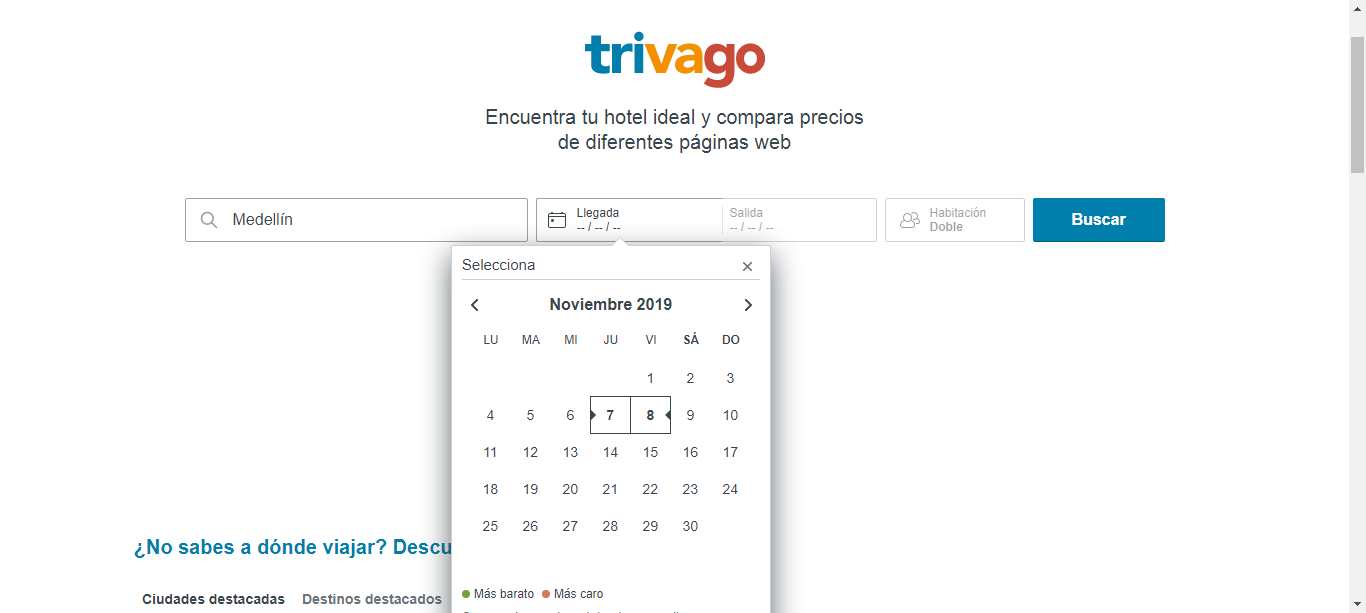 trivago
Encuentra tu hotel ideal y compara precios
de diferentes páginas web
Medellín
Llegada
-- / -- / --
Salida
-- / -- / --
Habitación
Doble
Buscar
Selecciona
Noviembre 2019
LU MA MI JU VI SÁ DO
1 2 3
4 5 6 7 8 9 10
11 12 13 14 15 16 17
18 19 20 21 22 23 24
25 26 27 28 29 30
¿No sabes a dónde viajar? Descu
Más barato Más caro
Ciudades destacadas Destinos destacados